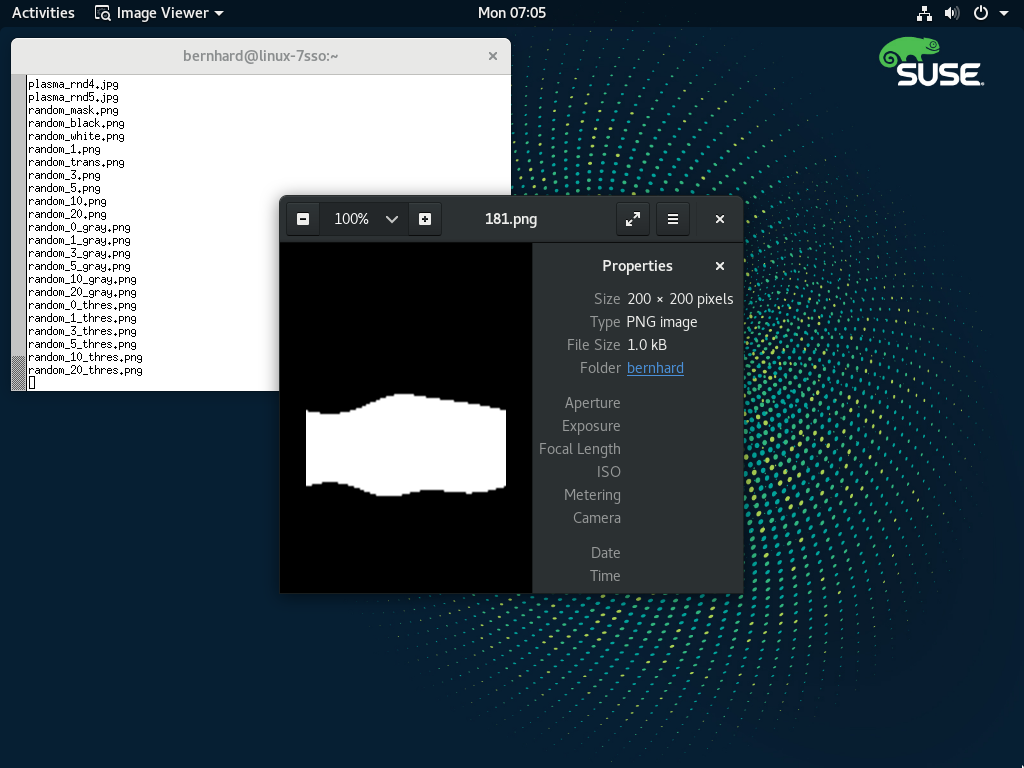 Activities Image Viewer Mon 07:05
bernhard@linux-7sso:~
plasma_rnd4.jpg
plasma_rnd5.jpg
random_mask.png
random_black.png
random_white.png
random_1.png
random_trans.png
random_3.png
random_5.png
random_10.png
random_20.png
random_0_gray.png
random_1_gray.png
random_3_gray.png
random_5_gray.png
random_10_gray.png
random_20_gray.png
random_0_thres.png
random_1_thres.png
random_3_thres.png
random_5_thres.png
random_10_thres.png
random_20_thres.png
SUSE
100% 181.png
Properties
Size 200 × 200 pixels
Type PNG image
File Size 1.0 kB
Folder bernhard
Aperture
Exposure
Focal Length
ISO
Metering
Camera
Date
Time